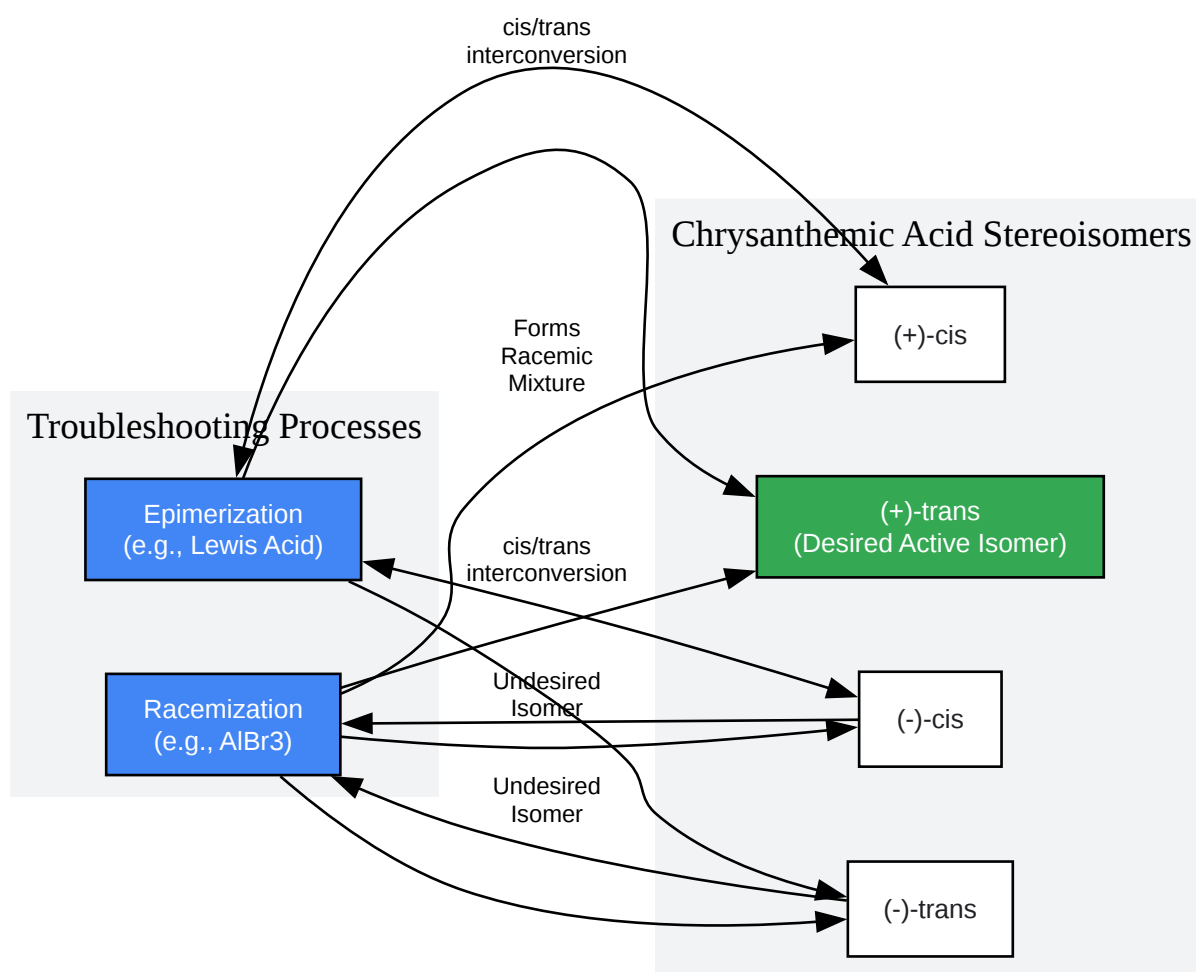 cis/trans
interconversion
Chrysanthemic Acid Stereoisomers
(+)-cis
Forms
Racemic
Mixture
Troubleshooting Processes
Epimerization
(e.g., Lewis Acid)
(+)-trans
(Desired Active Isomer)
cis/trans
interconversion
Racemization
(e.g., AlBr3)
Undesired
Isomer
(-)-cis
Undesired
Isomer
(-)-trans